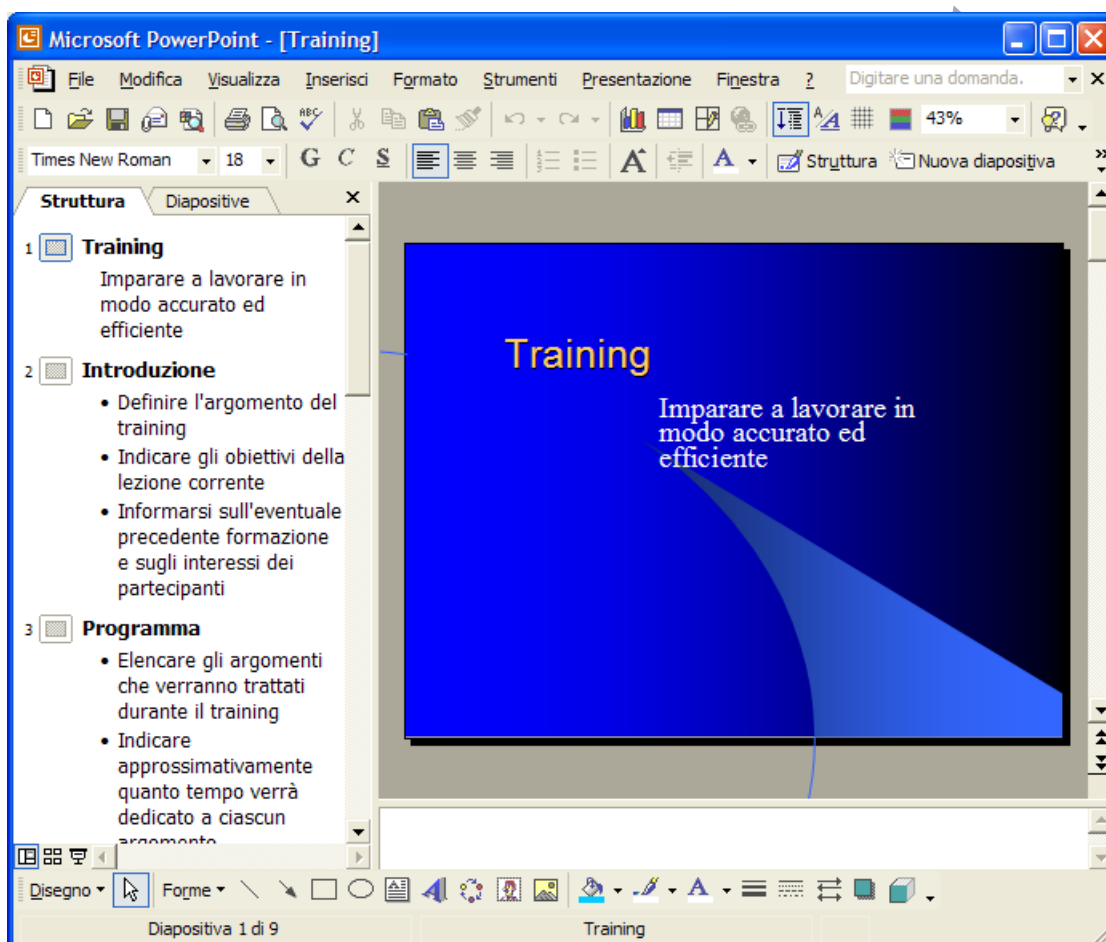 Microsoft PowerPoint - [Training]
File Modifica Visualizza Inserisci Formato Strumenti Presentazione Finestra ? Digitare una domanda.
ABC 43%
Times New Roman 18 G C S A A Struttura Nuova diapositiva
Struttura Diapositive
1 Training
Imparare a lavorare in
modo accurato ed
efficiente
2 Introduzione
• Definire l'argomento del
training
• Indicare gli obiettivi della
lezione corrente
• Informarsi sull'eventuale
precedente formazione
e sugli interessi dei
partecipanti
3 Programma
• Elencare gli argomenti
che verranno trattati
durante il training
• Indicare
approssimativamente
quanto tempo verrà
dedicato a ciascun
argomento
Training
Imparare a lavorare in
modo accurato ed
efficiente
Disegno Forme A A
Diapositiva 1 di 9 Training